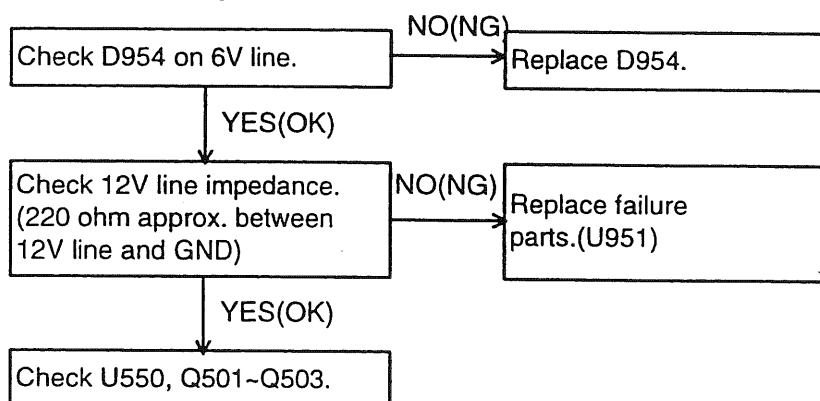 NO(NG)
Check D954 on 6V line.
Replace D954.
YES(OK)
Check 12V line impedance.
(220 ohm approx. between
12V line and GND)
NO(NG)
Replace failure
parts.(U951)
YES(OK)
Check U550, Q501~Q503.